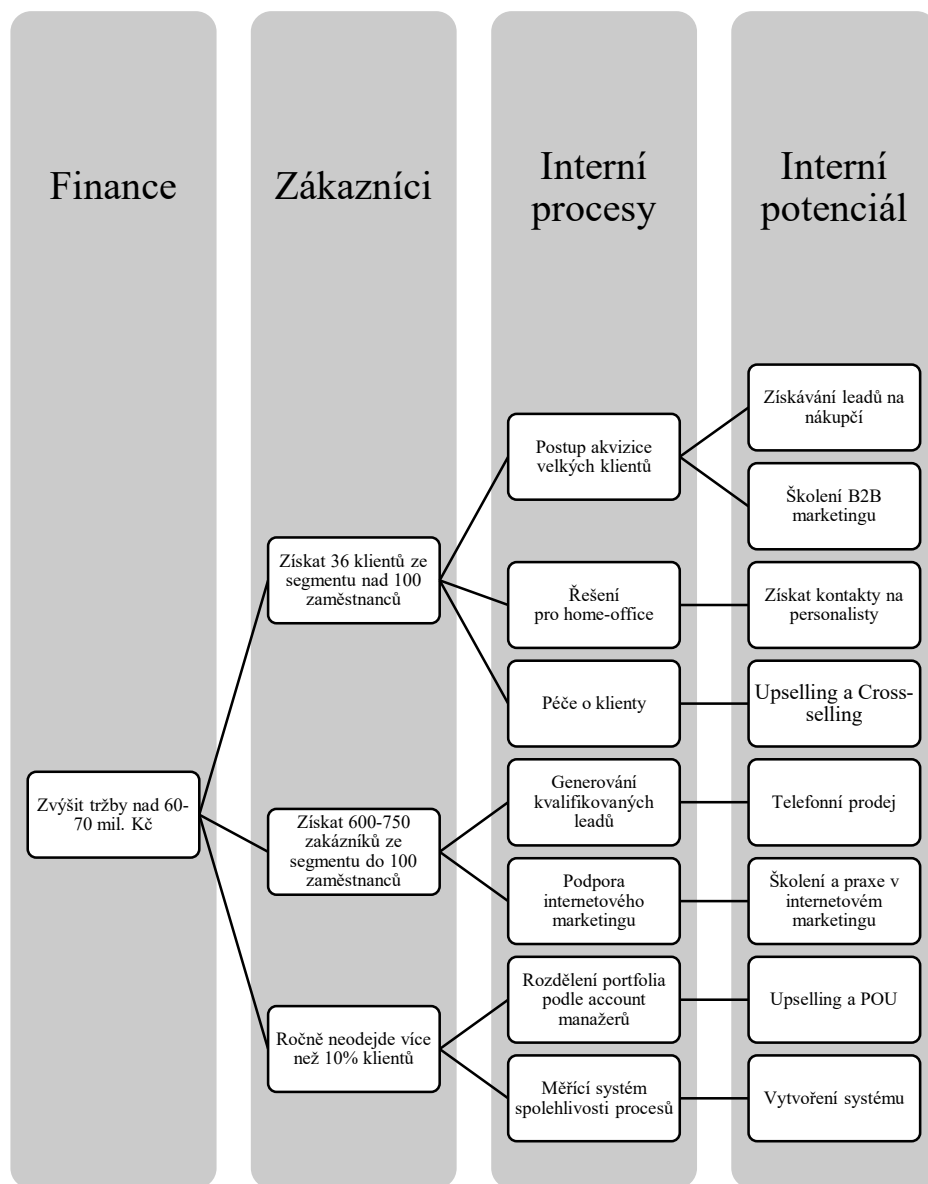 Finance
Zákazníci
Interní
procesy
Interní
potenciál
Zvýšit tržby nad 60-
70 mil. Kč
Získat 36 klientů ze
segmentu nad 100
zaměstnanců
Postup akvizice
velkých klientů
Získávání leadů na
nákupčí
Školení B2B
marketingu
Řešení
pro home-office
Získat kontakty na
personalisty
Péče o klienty
Upselling a Cross-
selling
Získat 600-750
zakázníků ze
segmentu do 100
zaměstnanců
Generování
kvalifikovaných
leadů
Telefonní prodej
Podpora
internetového
marketingu
Školení a praxe v
internetovém
marketingu
Ročně neodejde více
než 10% klientů
Rozdělení portfolia
podle account
manažerů
Upselling a POU
Měřící systém
spolehlivosti procesů
Vytvoření systému